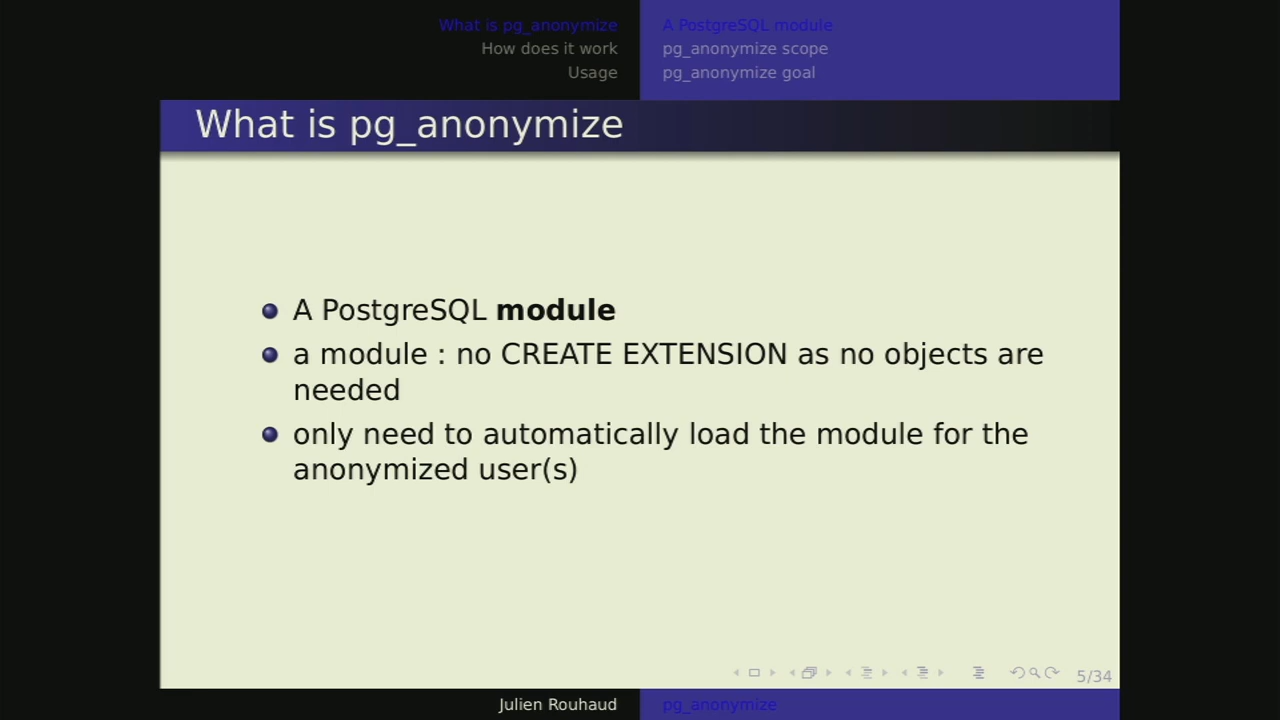 What is pg_anonymize
How does it work
Usage
A PostgreSQL module
pg_anonymize scope
pg_anonymize goal
What is pg_anonymize
A PostgreSQL module
a module : no CREATE EXTENSION as no objects are
needed
only need to automatically load the module for the
anonymized user(s)
5/34
Julien Rouhaud
pg_anonymize